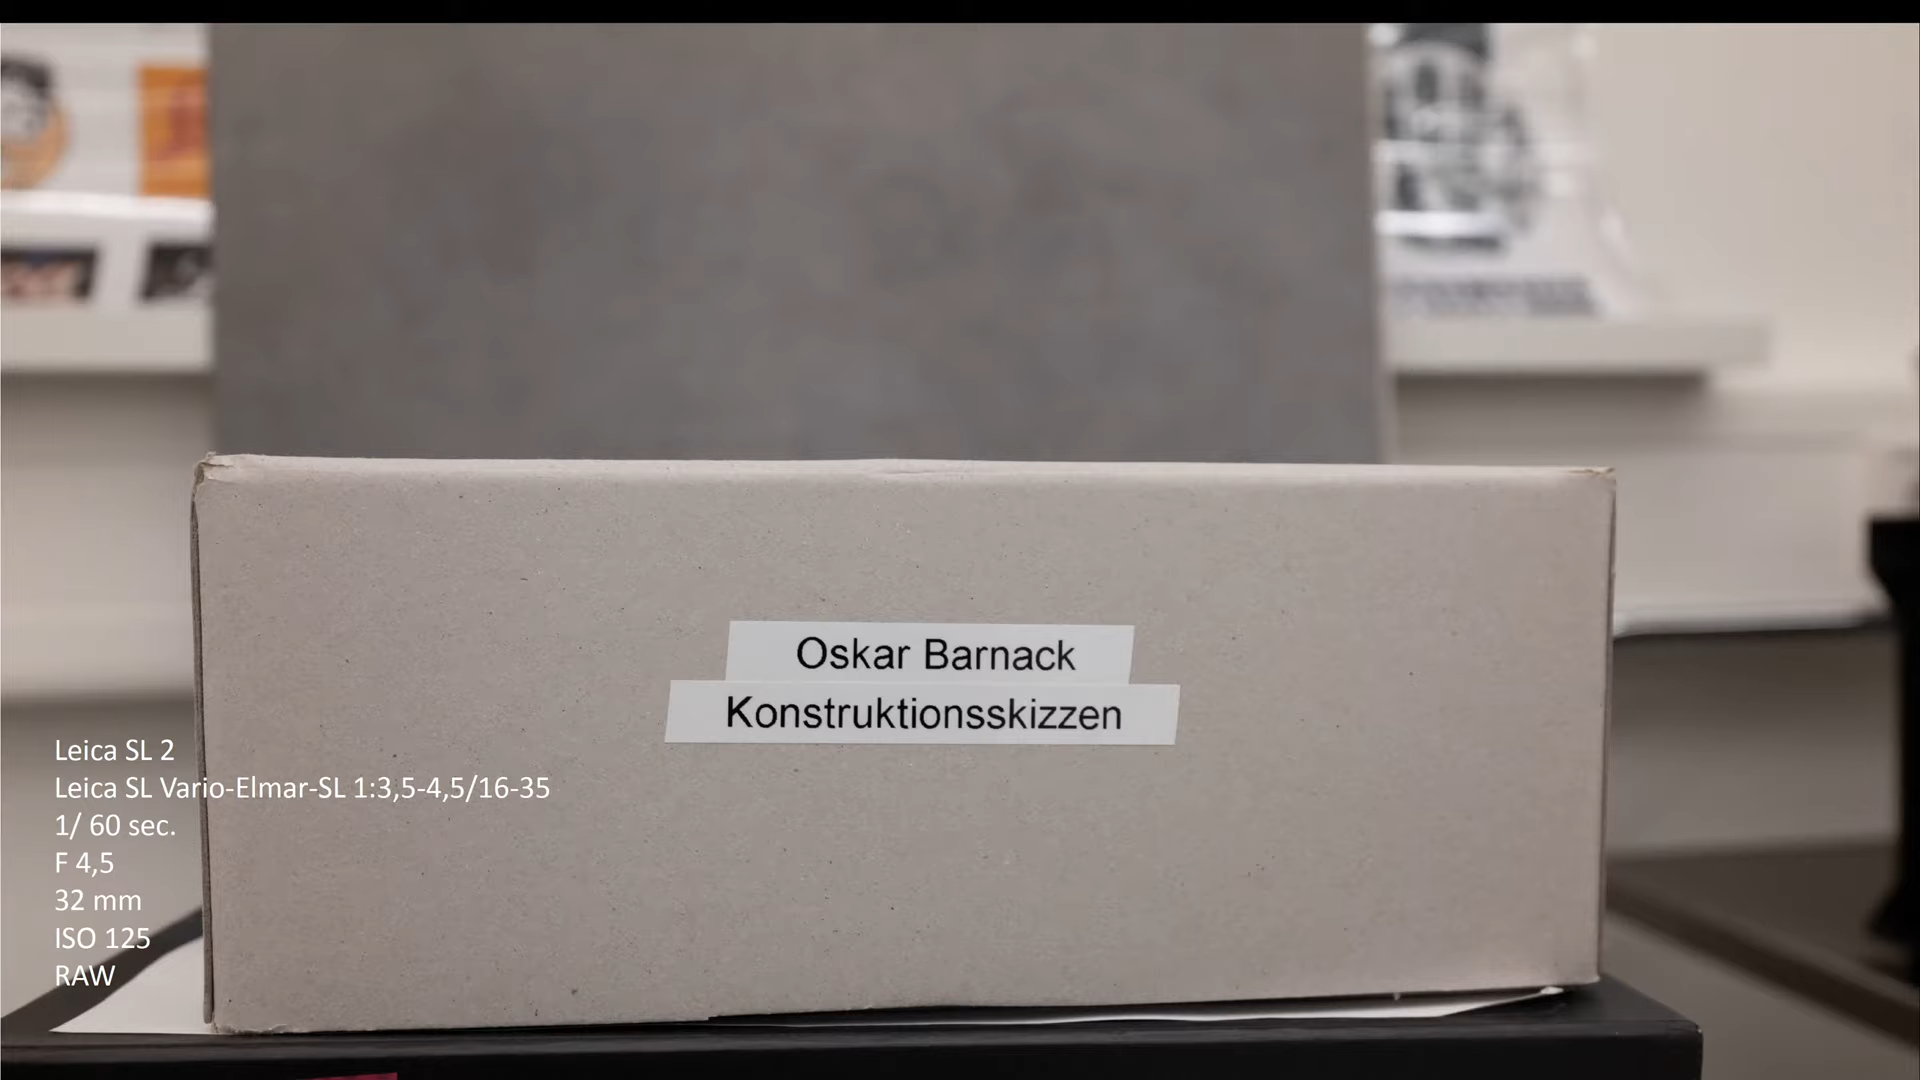 Oskar Barnack
Konstruktionsskizzen
Leica SL 2
Leica SL Vario-Elmar-SL 1:3,5-4,5/16-35
1/ 60 sec.
F 4,5
32 mm
ISO 125
RAW